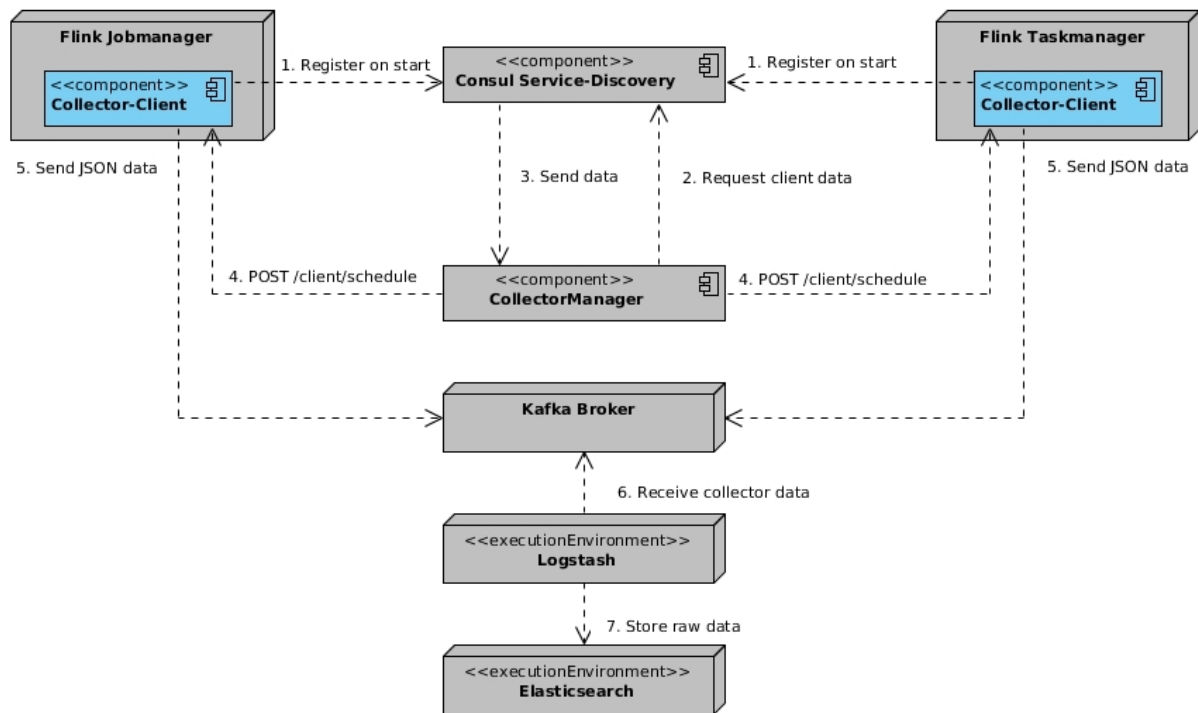 Flink Jobmanager
<<component>>
Collector-Client
1. Register on start
<<component>>
Consul Service-Discovery
1. Register on start
Flink Taskmanager
<<component>>
Collector-Client
5. Send JSON data
3. Send data
2. Request client data
5. Send JSON data
4. POST /client/schedule
<<component>>
CollectorManager
4. POST /client/schedule
Kafka Broker
6. Receive collector data
<<executionEnvironment>>
Logstash
7. Store raw data
<<executionEnvironment>>
Elasticsearch